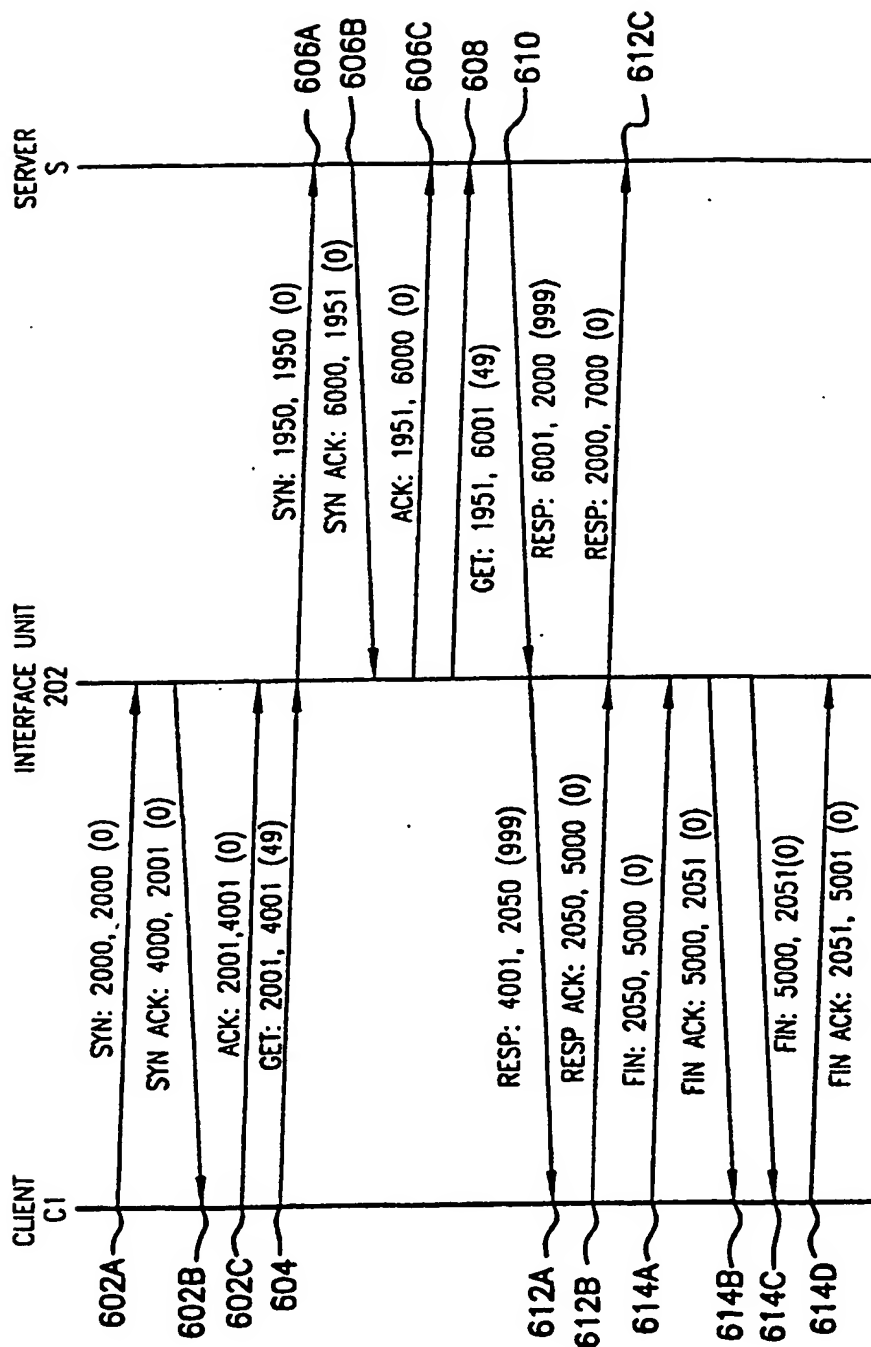 CLIENT
C1
INTERFACE UNIT
202
SERVER
S
602A
SYN: 2000, 2000 (0)
602B
SYN ACK: 4000, 2001 (0)
602C
ACK: 2001,4001 (0)
604
GET: 2001, 4001 (49)
SYN: 1950, 1950 (0)
606A
SYN ACK: 6000, 1951 (0)
606B
ACK: 1951, 6000 (0)
606C
GET: 1951, 6001 (49)
608
RESP: 6001, 2000 (999)
610
612A
RESP: 4001, 2050 (999)
612B
RESP ACK: 2050, 5000 (0)
RESP: 2000, 7000 (0)
612C
614A
FIN: 2050, 5000 (0)
614B
FIN ACK: 5000, 2051 (0)
614C
FIN: 5000, 2051(0)
614D
FIN ACK: 2051, 5001 (0)